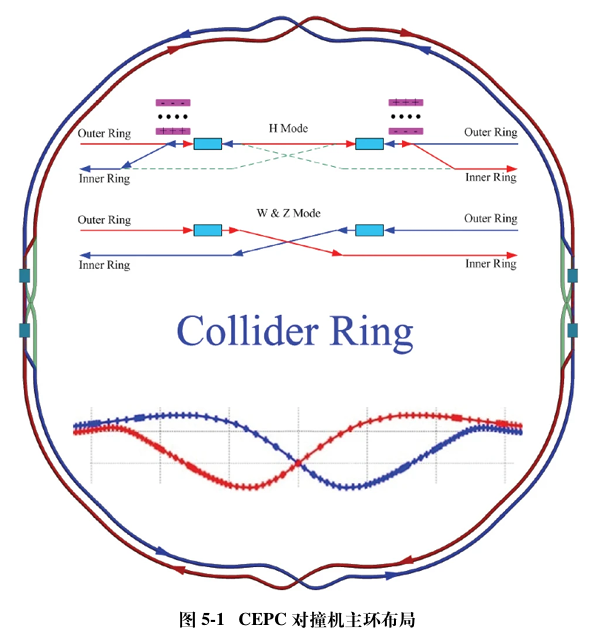 - - -
+++
• • • •
• • • •
+++
- - -
Outer Ring
H Mode
Outer Ring
Inner Ring
Inner Ring
Outer Ring
W & Z Mode
Outer Ring
Inner Ring
Inner Ring
Collider Ring
图 5-1 CEPC 对撞机主环布局